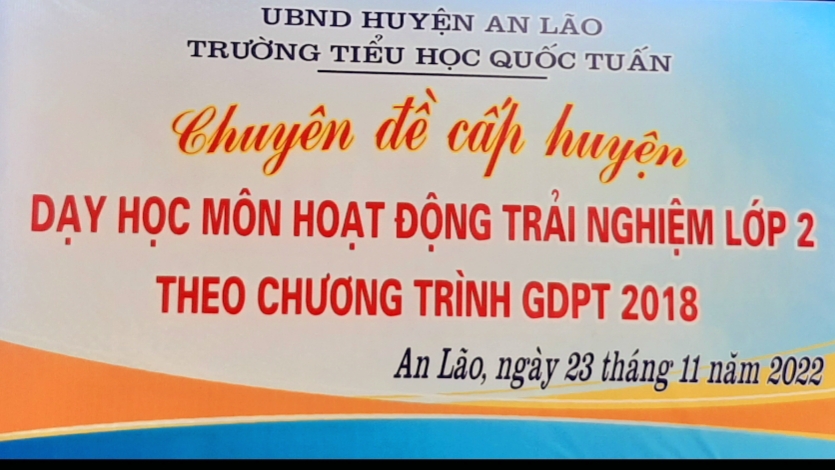 UBND HUYỆN AN LÃO
TRƯỜNG TIỂU HỌC QUỐC TUẤN
Chuyên đề cấp huyện
DẠY HỌC MÔN HOẠT ĐỘNG TRẢI NGHIỆM LỚP 2
THEO CHƯƠNG TRÌNH GDPT 2018
An Lão, ngày 23 tháng 11 năm 2022